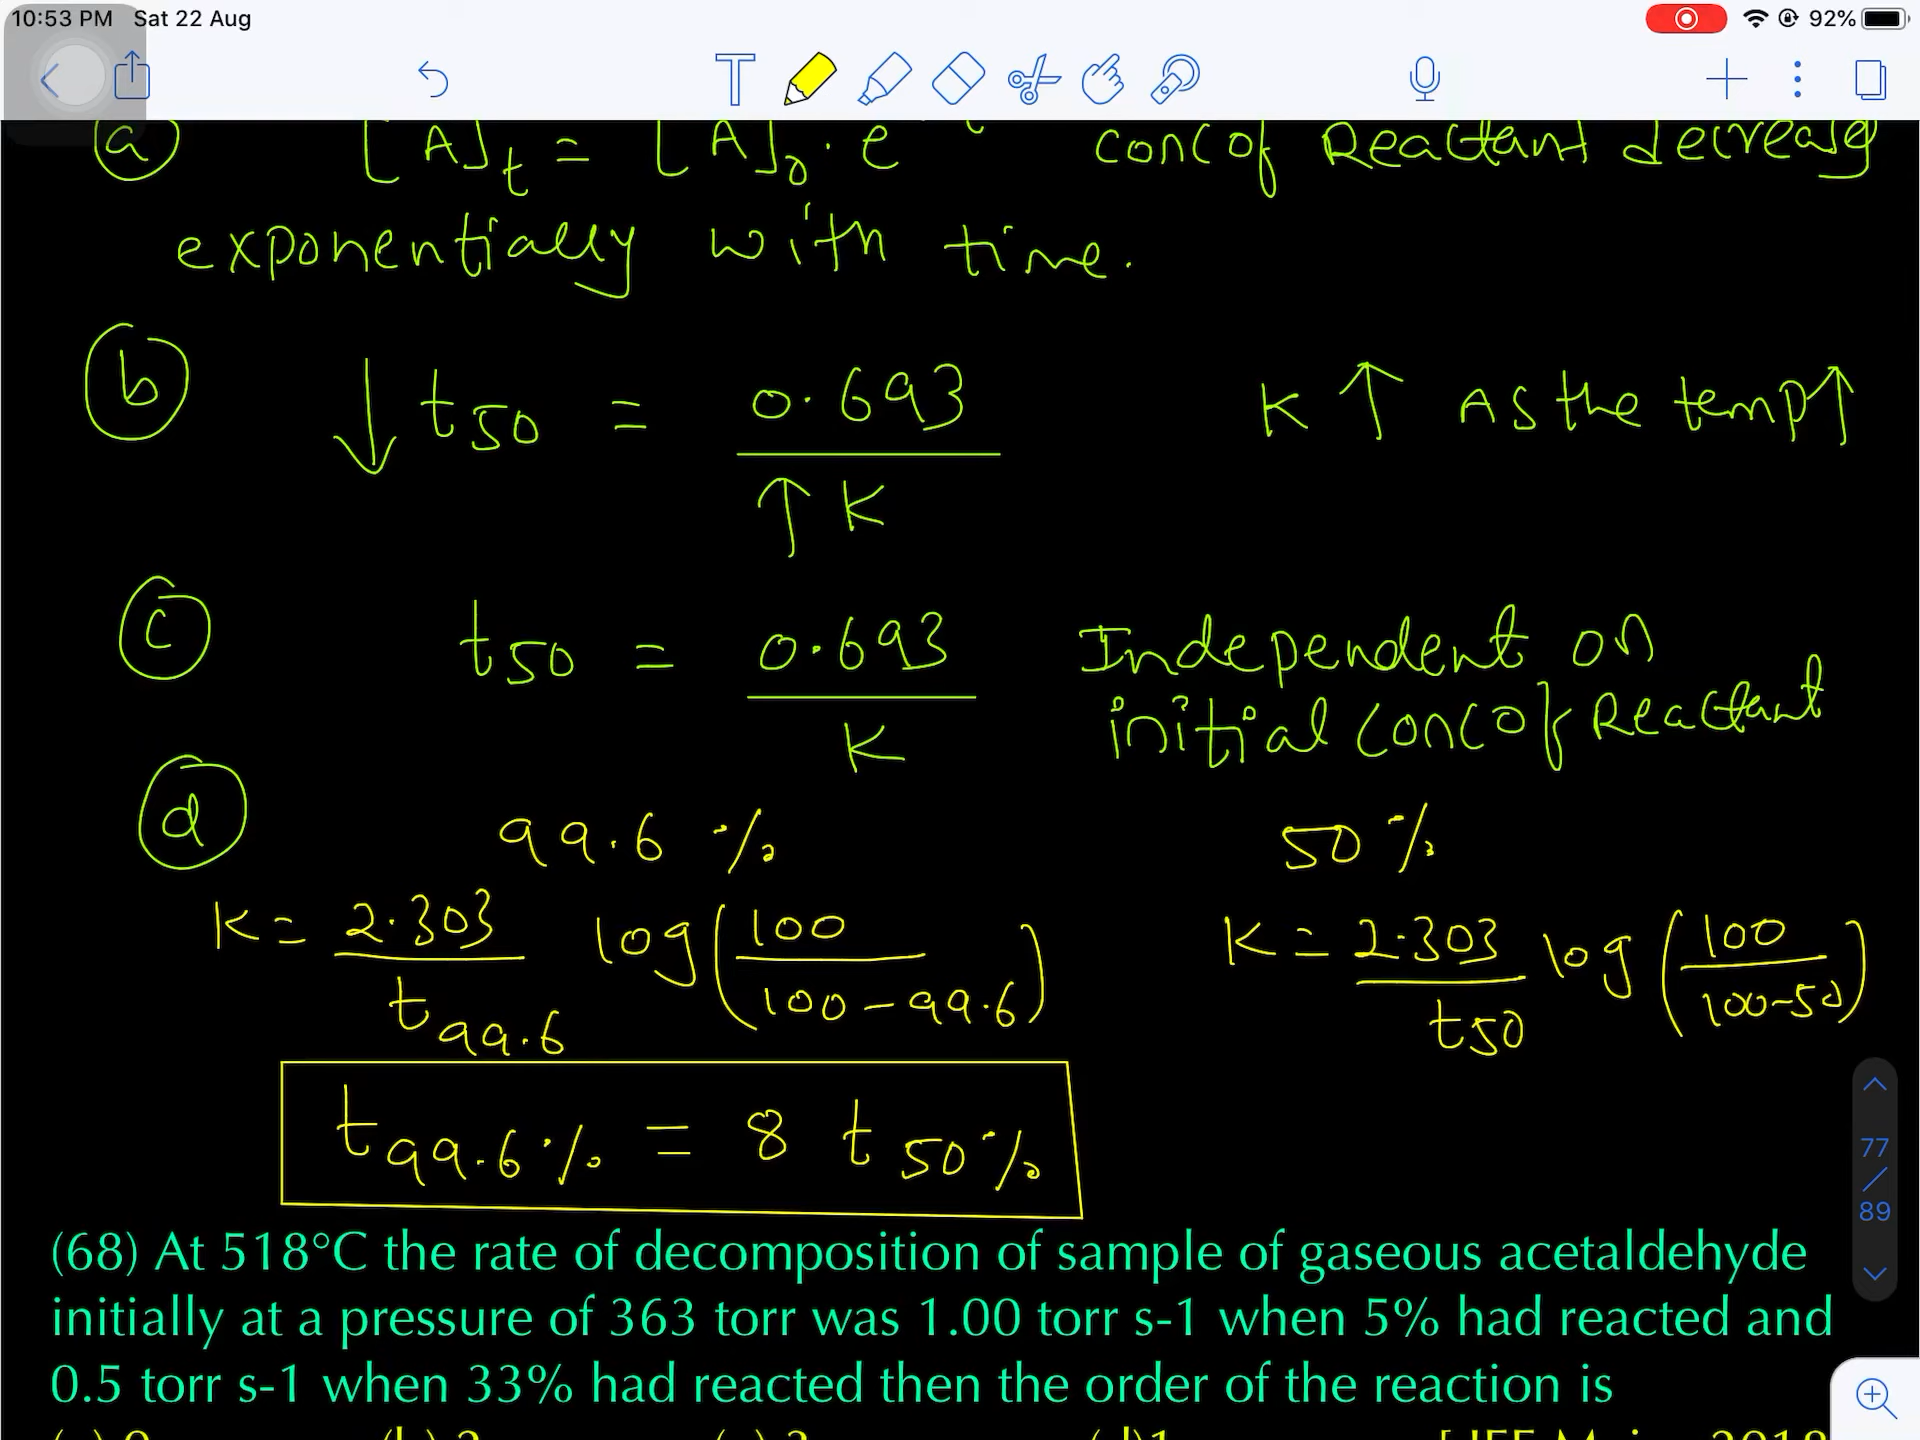 10:53 PM Sat 22 Aug 92%
(a) [A]t = [A]0 . e conc of Reactant decreases
exponentially with time.
(b) ↓ t50 = 0.693 / ↑ K K ↑ As the temp ↑
(c) t50 = 0.693 / K Independent on
initial conc of Reactant
(d) 99.6 % 50 %
K = 2.303 / t99.6 log (100 / 100 - 99.6) K = 2.303 / t50 log (100 / 100-50)
t99.6% = 8 t50%
77
/
89
(68) At 518°C the rate of decomposition of sample of gaseous acetaldehyde
initially at a pressure of 363 torr was 1.00 torr s-1 when 5% had reacted and
0.5 torr s-1 when 33% had reacted then the order of the reaction is